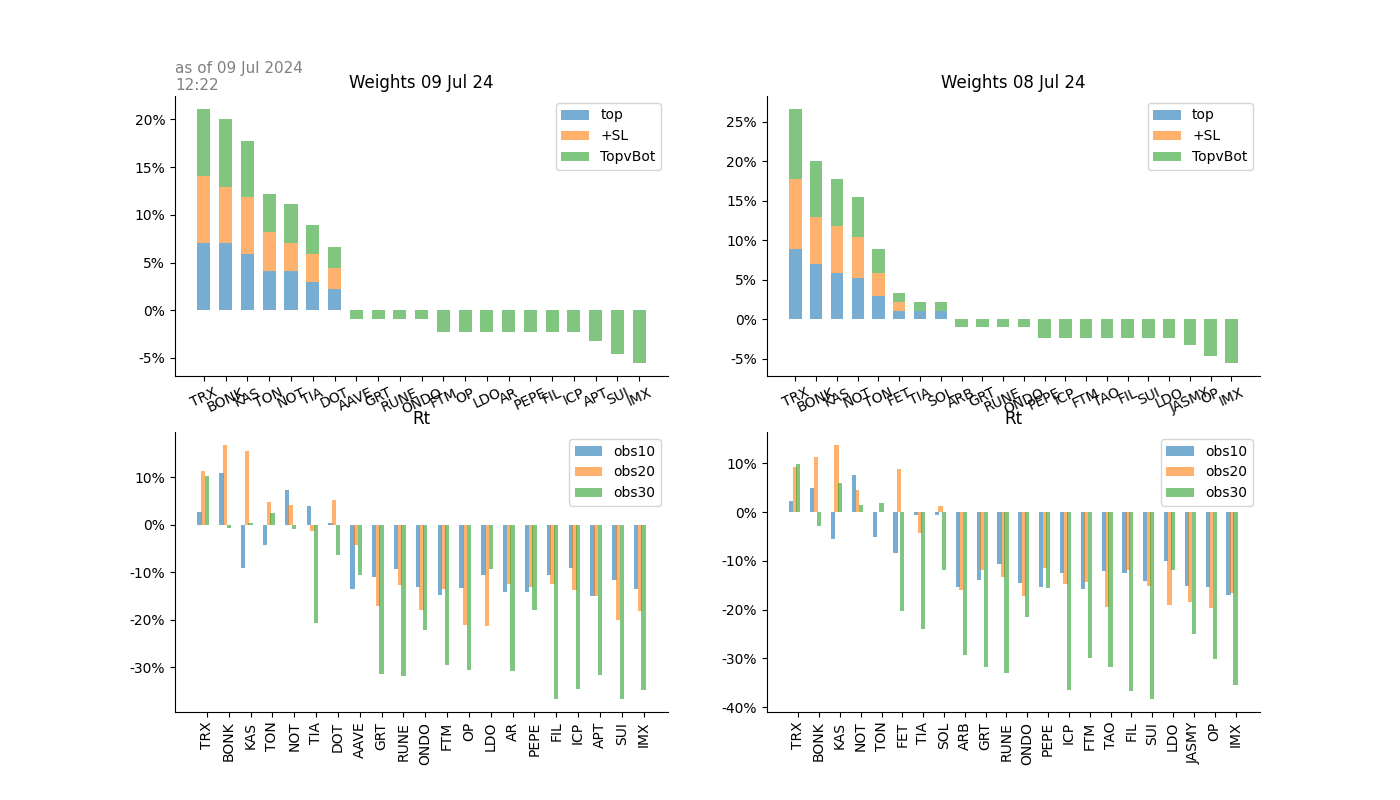 as of 09 Jul 2024
12:22
Weights 09 Jul 24
20%
15%
10%
5%
0%
-5%
top
+SL
TopvBot
TRX BONK KAS TON NOT TIA DOT AAVE GRT RUNE ONDO FTM OP LDO AR PEPE FIL ICP APT SUI IMX
Weights 08 Jul 24
25%
20%
15%
10%
5%
0%
-5%
top
+SL
TopvBot
TRX BONK KAS NOT TON FET TIA SOL ARB GRT RUNE ONDO PEPE ICP FTM TAO FIL SUI LDO JASMY OP IMX
Rt
10%
0%
-10%
-20%
-30%
obs10
obs20
obs30
TRX BONK KAS TON NOT TIA DOT AAVE GRT RUNE ONDO FTM OP LDO AR PEPE FIL ICP APT SUI IMX
Rt
10%
0%
-10%
-20%
-30%
-40%
obs10
obs20
obs30
TRX BONK KAS NOT TON FET TIA SOL ARB GRT RUNE ONDO PEPE ICP FTM TAO FIL SUI LDO JASMY OP IMX